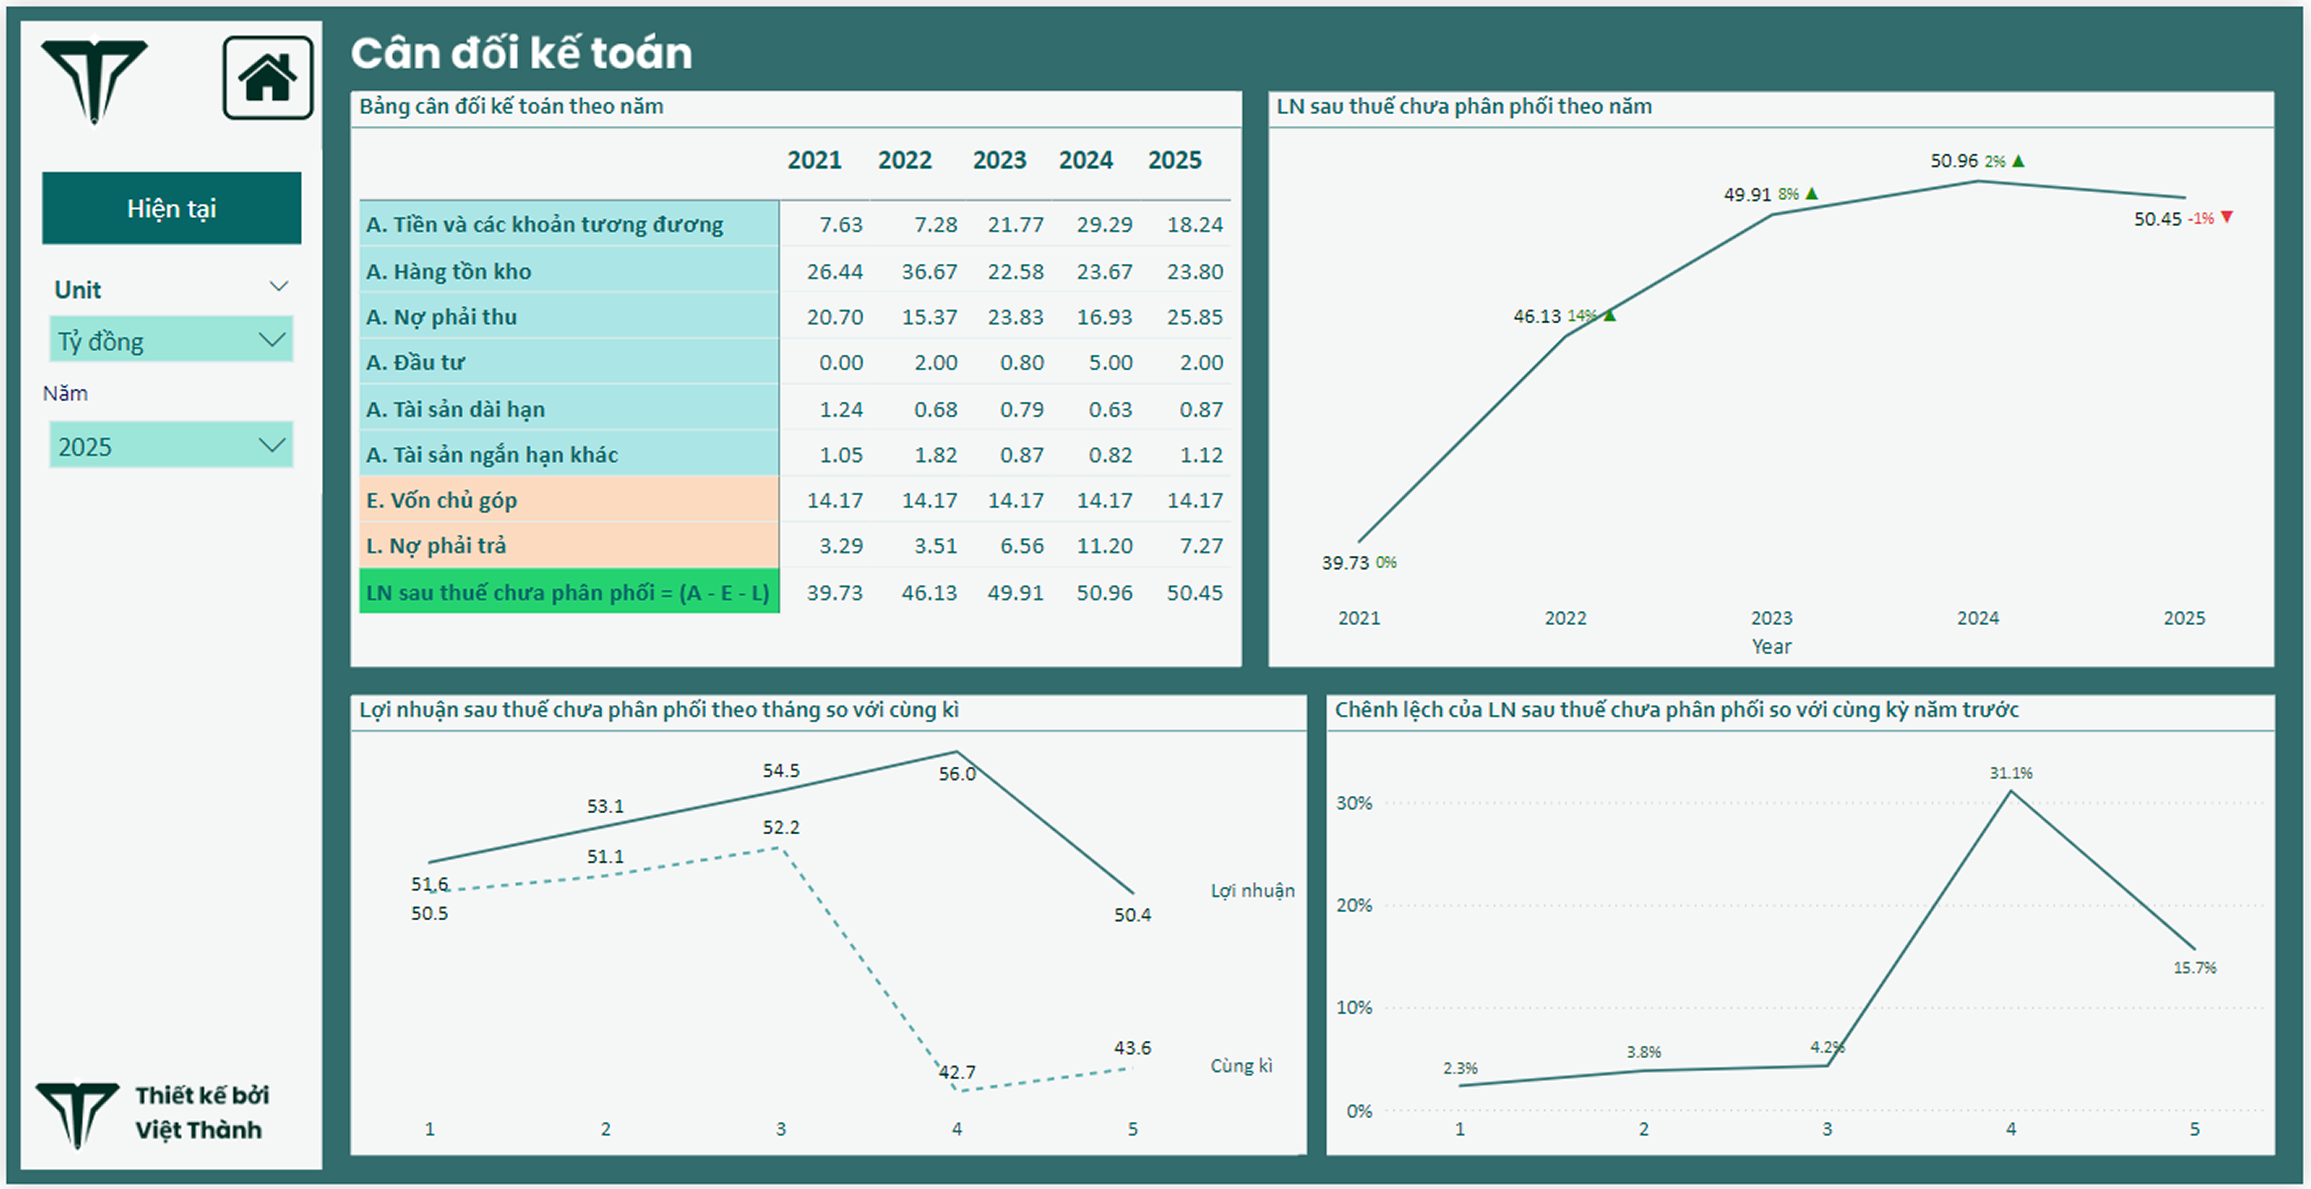 Cân đối kế toán
Hiện tại
Unit
Tỷ đồng
Năm
2025
Thiết kế bởi
Việt Thành
Bảng cân đối kế toán theo năm
2021 2022 2023 2024 2025
A. Tiền và các khoản tương đương 7.63 7.28 21.77 29.29 18.24
A. Hàng tồn kho 26.44 36.67 22.58 23.67 23.80
A. Nợ phải thu 20.70 15.37 23.83 16.93 25.85
A. Đầu tư 0.00 2.00 0.80 5.00 2.00
A. Tài sản dài hạn 1.24 0.68 0.79 0.63 0.87
A. Tài sản ngắn hạn khác 1.05 1.82 0.87 0.82 1.12
E. Vốn chủ góp 14.17 14.17 14.17 14.17 14.17
L. Nợ phải trả 3.29 3.51 6.56 11.20 7.27
LN sau thuế chưa phân phối = (A - E - L) 39.73 46.13 49.91 50.96 50.45
LN sau thuế chưa phân phối theo năm
50.96 2% ▲
49.91 8% ▲
50.45 -1% ▼
46.13 14% ▲
39.73 0%
2021 2022 2023 2024 2025
Year
Lợi nhuận sau thuế chưa phân phối theo tháng so với cùng kì
54.5
56.0
53.1
52.2
51.1
51.6
50.5
50.4
Lợi nhuận
43.6
42.7
Cùng kì
1 2 3 4 5
Chênh lệch của LN sau thuế chưa phân phối so với cùng kỳ năm trước
31.1%
30%
20%
15.7%
10%
4.2%
3.8%
2.3%
0%
1 2 3 4 5